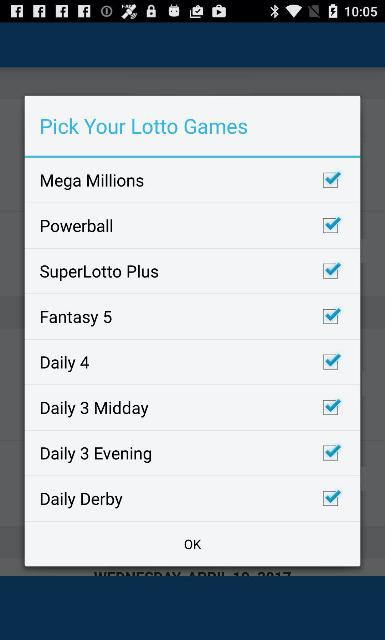 10:05
Pick Your Lotto Games
Mega Millions
Powerball
SuperLotto Plus
Fantasy 5
Daily 4
Daily 3 Midday
Daily 3 Evening
Daily Derby
OK
WEDNESDAY, APRIL 19, 2017